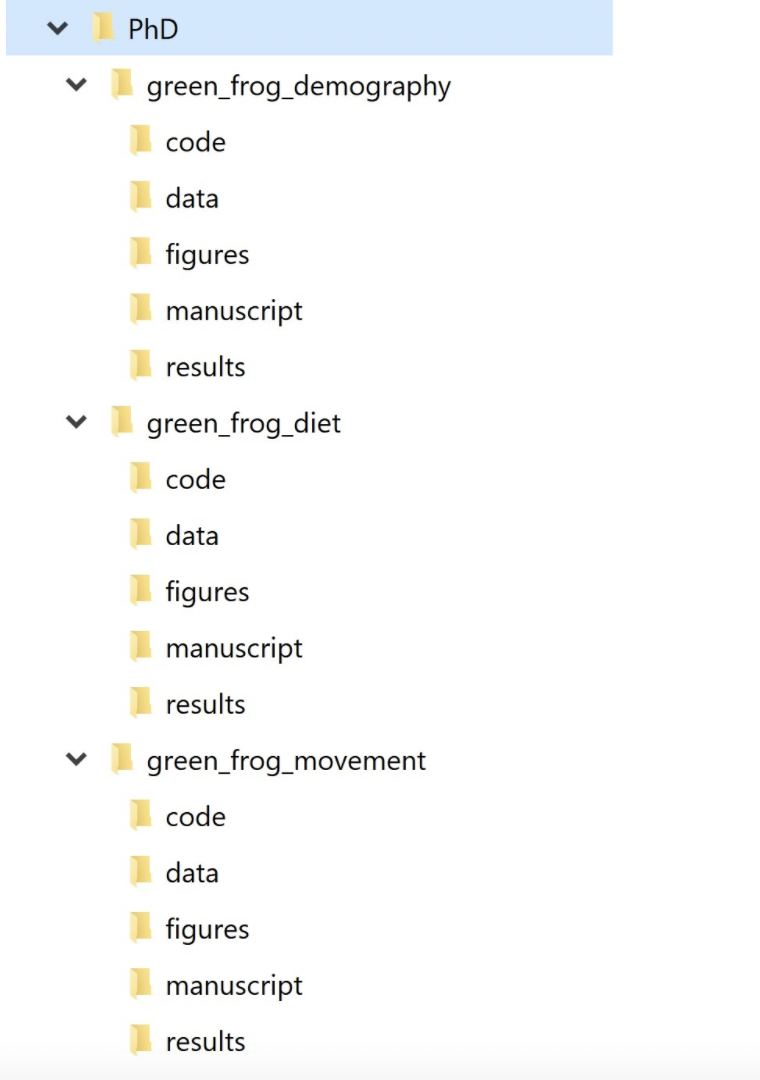 PhD
green_frog_demography
code
data
figures
manuscript
results
green_frog_diet
code
data
figures
manuscript
results
green_frog_movement
code
data
figures
manuscript
results